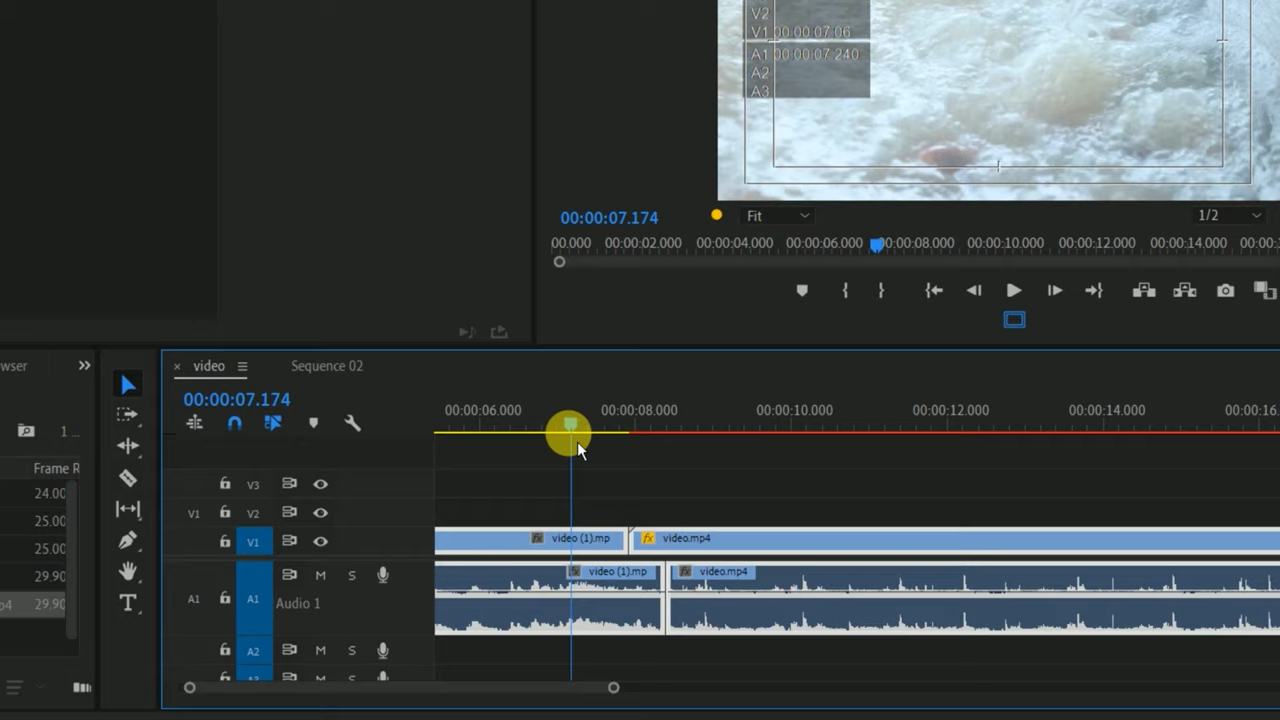 V2
V1 00:00:07:06
A1 00:00:07.240
A2
A3
00:00:07.174
Fit
1/2
00.000 00:00:02.000 00:00:04.000 00:00:06.000 00:00:08.000 00:00:10.000 00:00:12.000 00:00:14.000 00:00:
wser
video
Sequence 02
00:00:07.174
1 ...
00:00:06.000 00:00:08.000 00:00:10.000 00:00:12.000 00:00:14.000 00:00:16.
Frame R
24.00
25.00
25.00
29.90
p4 29.90
V3
V1 V2
V1
video (1).mp
video.mp4
video (1).mp
video.mp4
M S
A1 A1 Audio 1
A2 M S
T